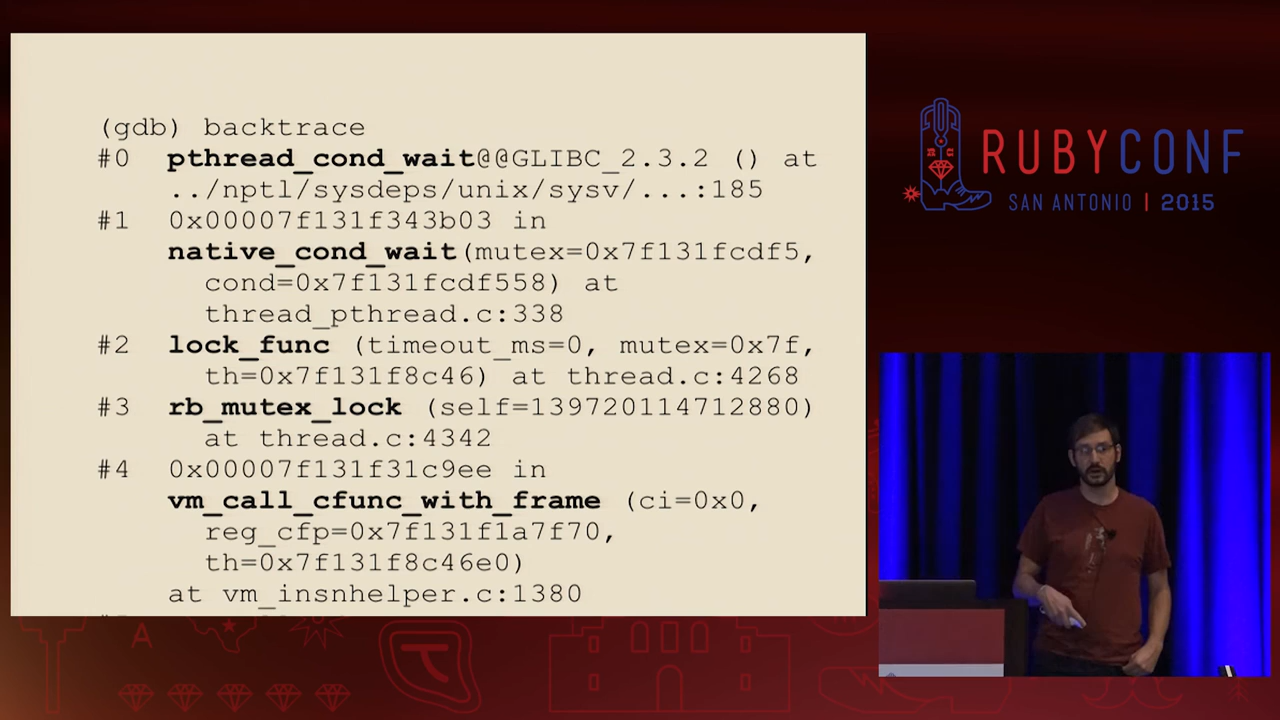 (gdb) backtrace
#0 pthread_cond_wait@@GLIBC_2.3.2 () at
../nptl/sysdeps/unix/sysv/...:185
#1 0x00007f131f343b03 in
native_cond_wait(mutex=0x7f131fcdf5,
cond=0x7f131fcdf558) at
thread_pthread.c:338
#2 lock_func (timeout_ms=0, mutex=0x7f,
th=0x7f131f8c46) at thread.c:4268
#3 rb_mutex_lock (self=139720114712880)
at thread.c:4342
#4 0x00007f131f31c9ee in
vm_call_cfunc_with_frame (ci=0x0,
reg_cfp=0x7f131f1a7f70,
th=0x7f131f8c46e0)
at vm_insnhelper.c:1380
RUBYCONF
SAN ANTONIO | 2015